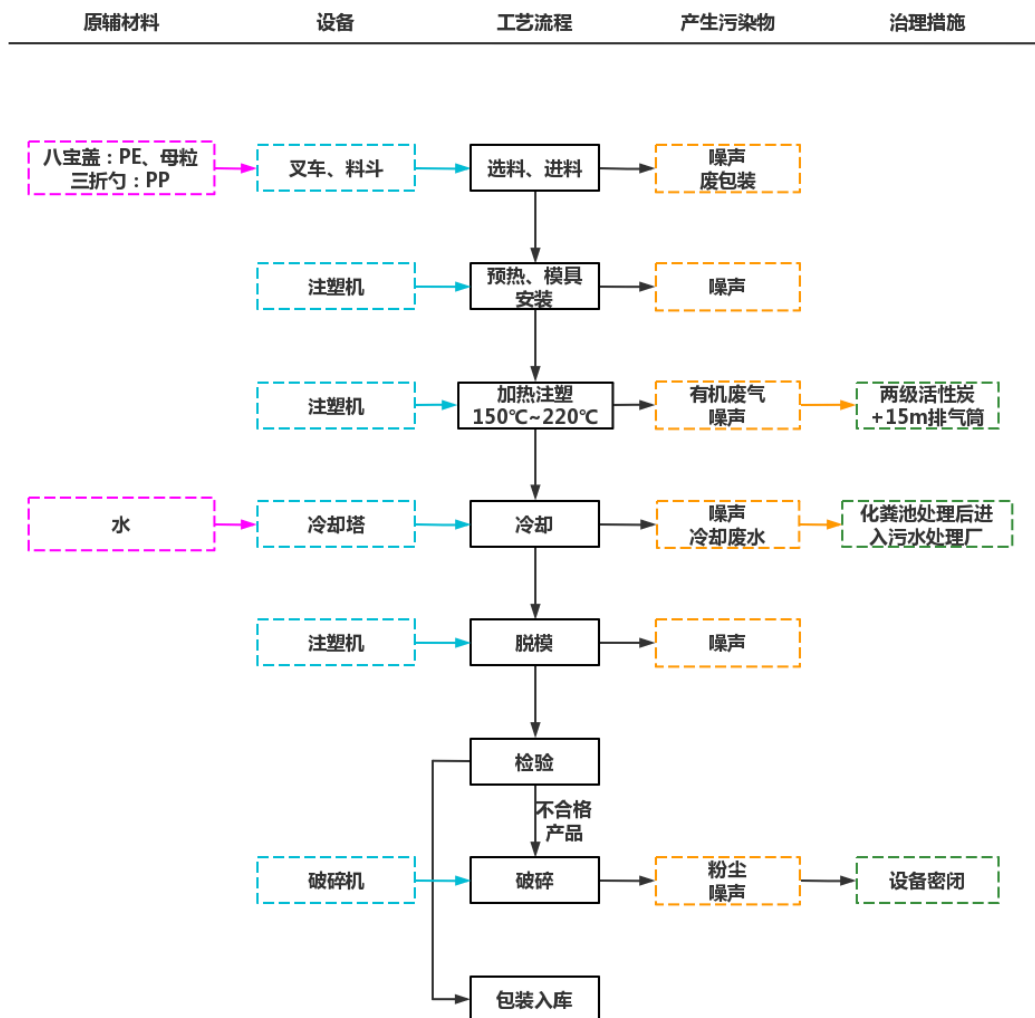 原辅材料
设备
工艺流程
产生污染物
治理措施
八宝盖：PE、母粒
三折勺：PP
叉车、料斗
选料、进料
噪声
废包装
注塑机
预热、模具
安装
噪声
注塑机
加热注塑
150℃~220℃
有机废气
噪声
两级活性炭
+15m排气筒
水
冷却塔
冷却
噪声
冷却废水
化粪池处理后进
入污水处理厂
注塑机
脱模
噪声
检验
不合格
产品
破碎机
破碎
粉尘
噪声
设备密闭
包装入库